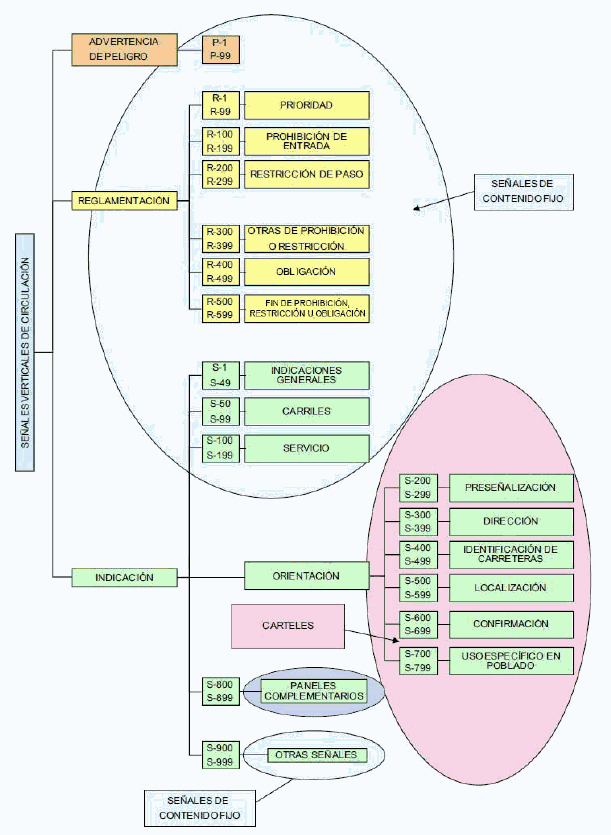 ADVERTENCIA
DE PELIGRO
P-1
P-99
REGLAMENTACIÓN
R-1
R-99
PRIORIDAD
R-100
R-199
PROHIBICIÓN DE
ENTRADA
R-200
R-299
RESTRICCIÓN DE PASO
SEÑALES DE
CONTENIDO FIJO
R-300
R-399
OTRAS DE PROHIBICIÓN
O RESTRICCIÓN
R-400
R-499
OBLIGACIÓN
R-500
R-599
FIN DE PROHIBICIÓN,
RESTRICCIÓN U OBLIGACIÓN
SEÑALES VERTICALES DE CIRCULACIÓN
S-1
S-49
INDICACIONES
GENERALES
S-50
S-99
CARRILES
S-100
S-199
SERVICIO
INDICACIÓN
ORIENTACIÓN
S-200
S-299
PRESEÑALIZACIÓN
S-300
S-399
DIRECCIÓN
S-400
S-499
IDENTIFICACIÓN DE
CARRETERAS
S-500
S-599
LOCALIZACIÓN
S-600
S-699
CONFIRMACIÓN
S-700
S-799
USO ESPECÍFICO EN
POBLADO
CARTELES
S-800
S-899
PANELES
COMPLEMENTARIOS
S-900
S-999
OTRAS SEÑALES
SEÑALES DE
CONTENIDO FIJO